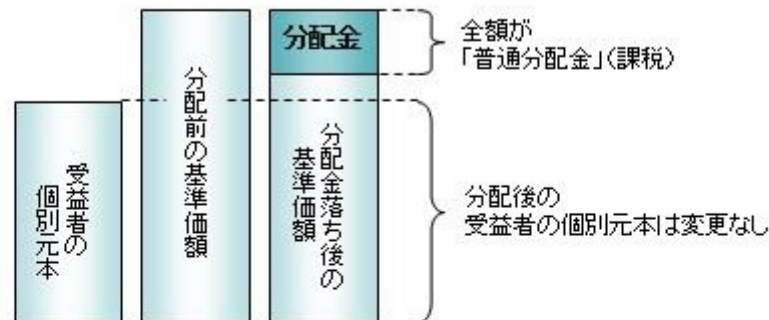 受益者の
個別元本
分配前の基準価額
分配金
分配金落ち後の
基準価額
全額が
「普通分配金」(課税)
分配後の
受益者の個別元本は変更なし